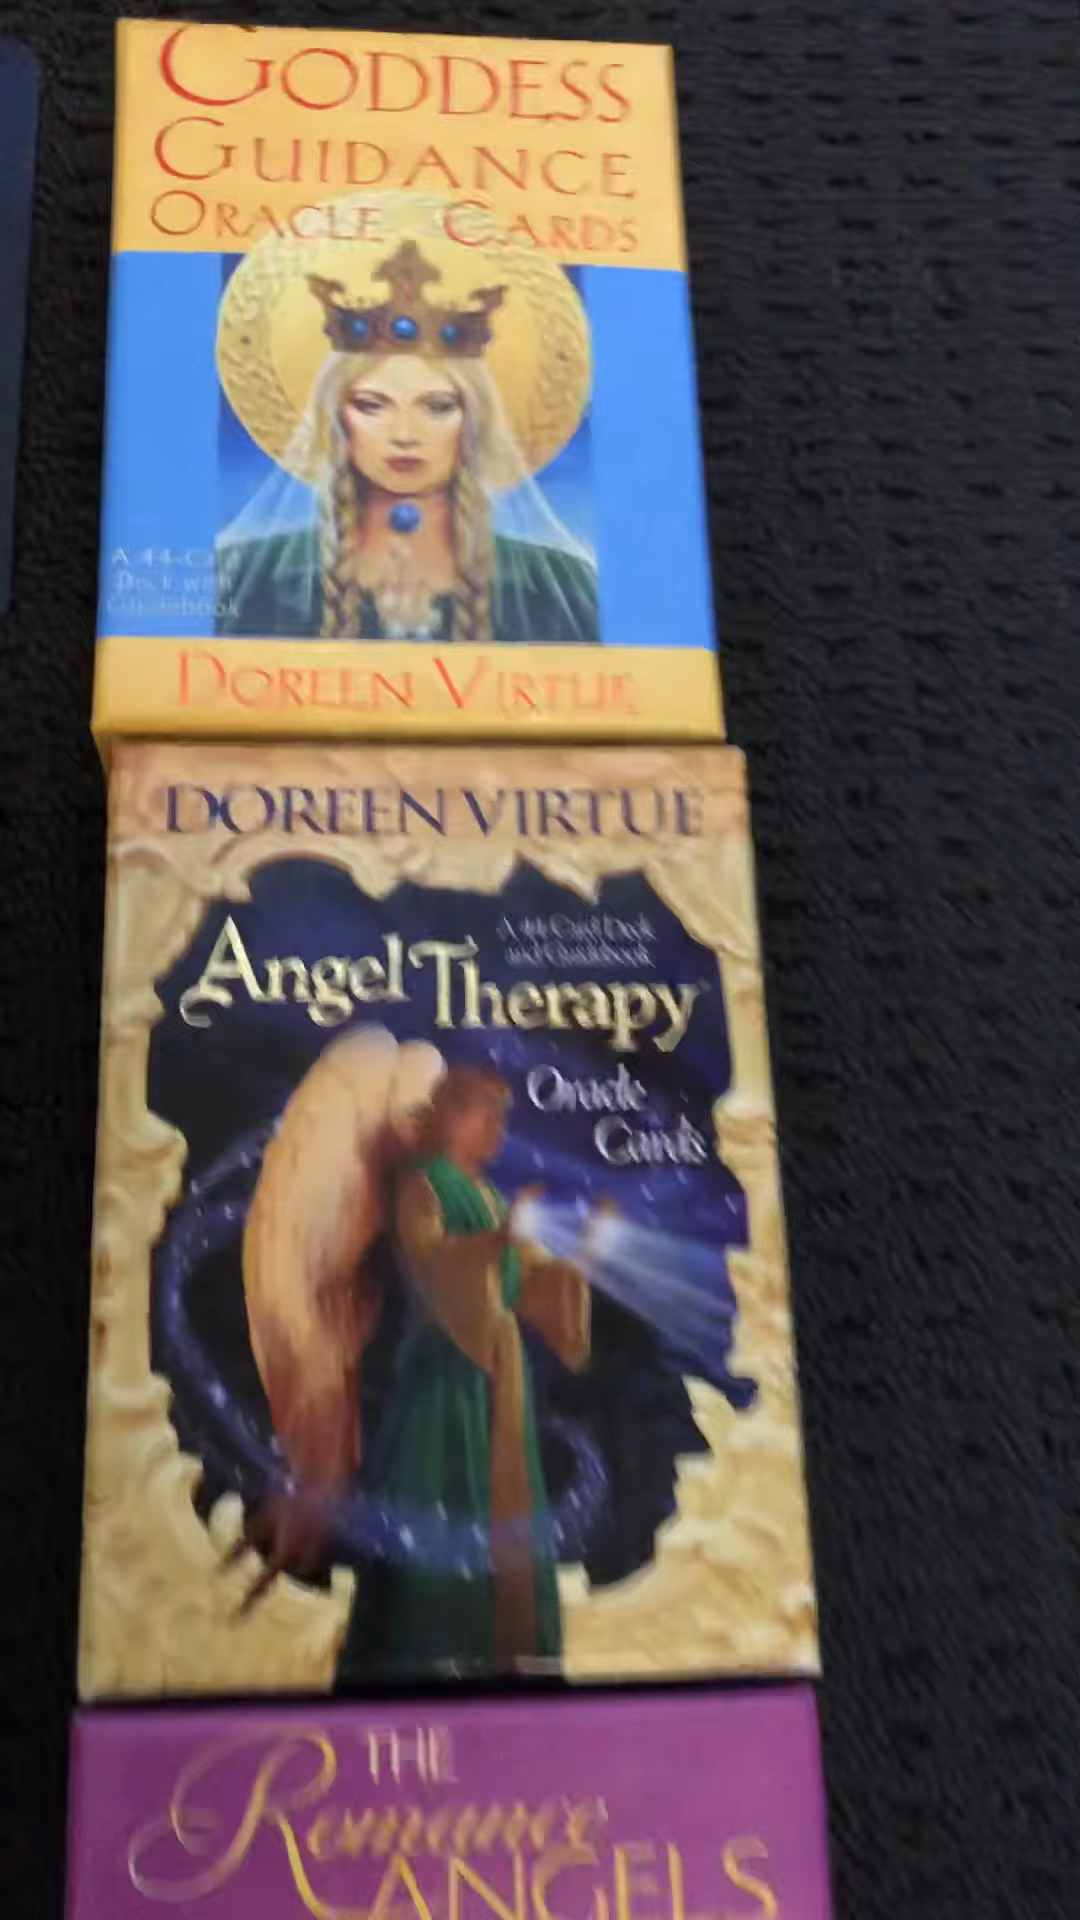 GODDESS
GUIDANCE
ORACLE CARDS
A 44-Card
Deck with
Guidebook
DOREEN VIRTUE
DOREEN VIRTUE
A 44-Card Deck
and Guidebook
Angel Therapy
Oracle
Cards
THE
Romance
ANGELS